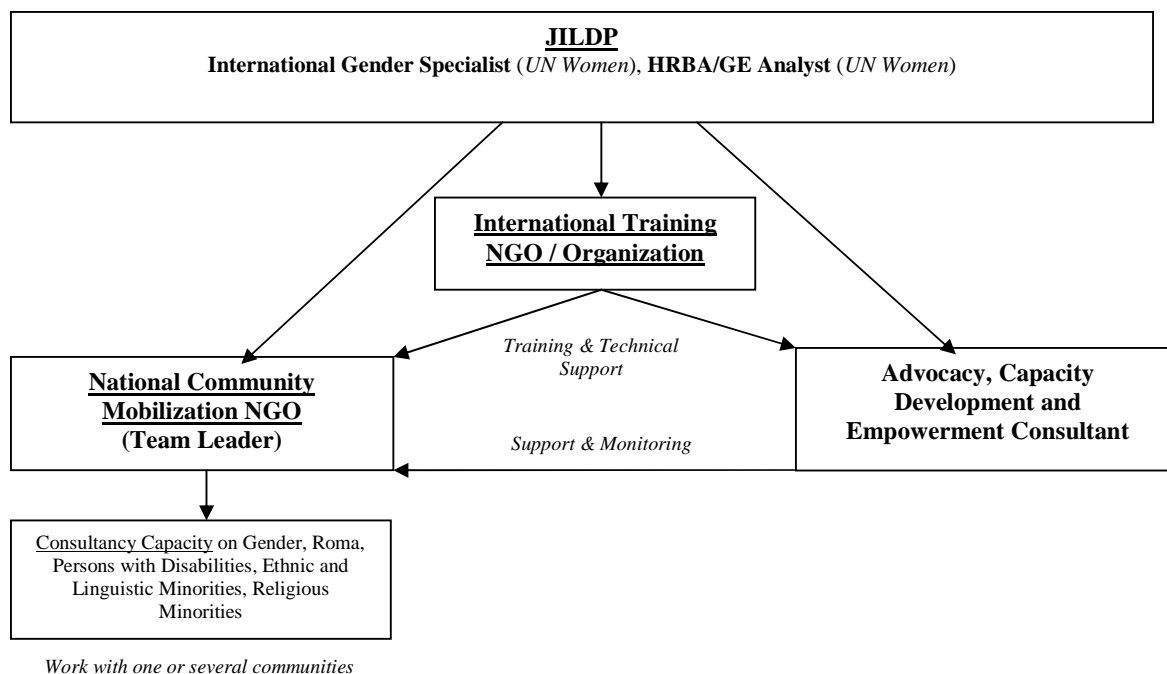 JILDP
International Gender Specialist (UN Women), HRBA/GE Analyst (UN Women)
International Training
NGO / Organization
Training & Technical
Support
National Community
Mobilization NGO
(Team Leader)
Advocacy, Capacity
Development and
Empowerment Consultant
Support & Monitoring
Consultancy Capacity on Gender, Roma,
Persons with Disabilities, Ethnic and
Linguistic Minorities, Religious
Minorities
Work with one or several communities